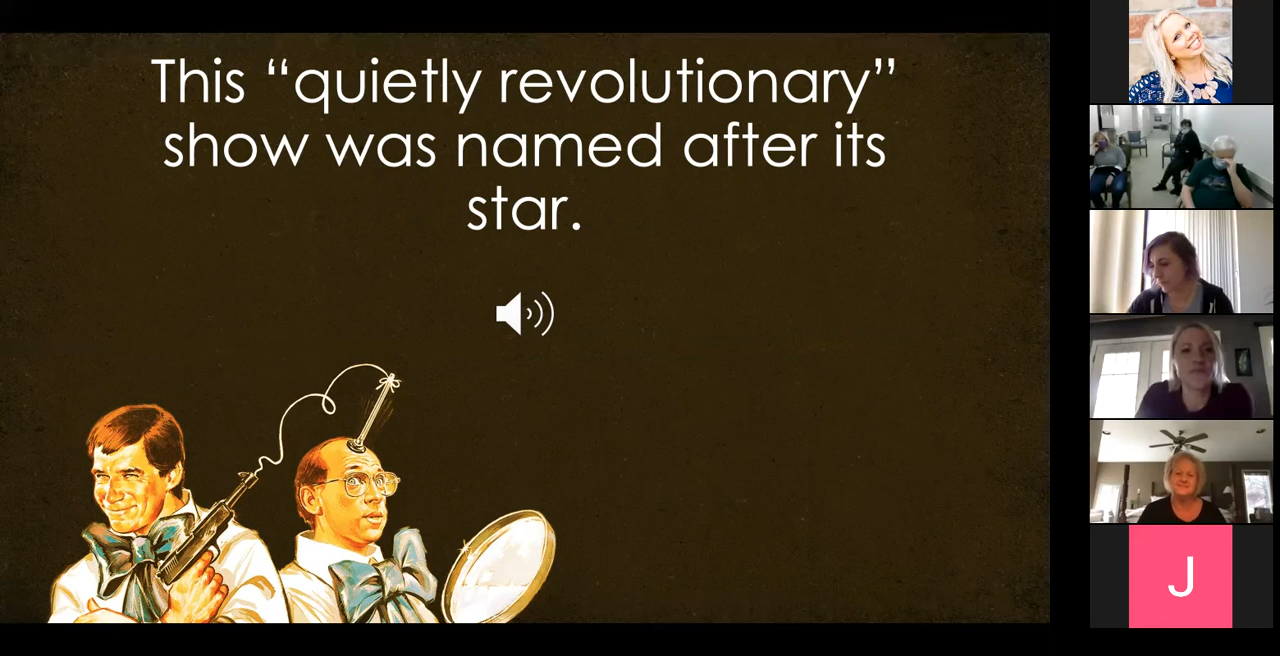 This “quietly revolutionary”
show was named after its
star.
J